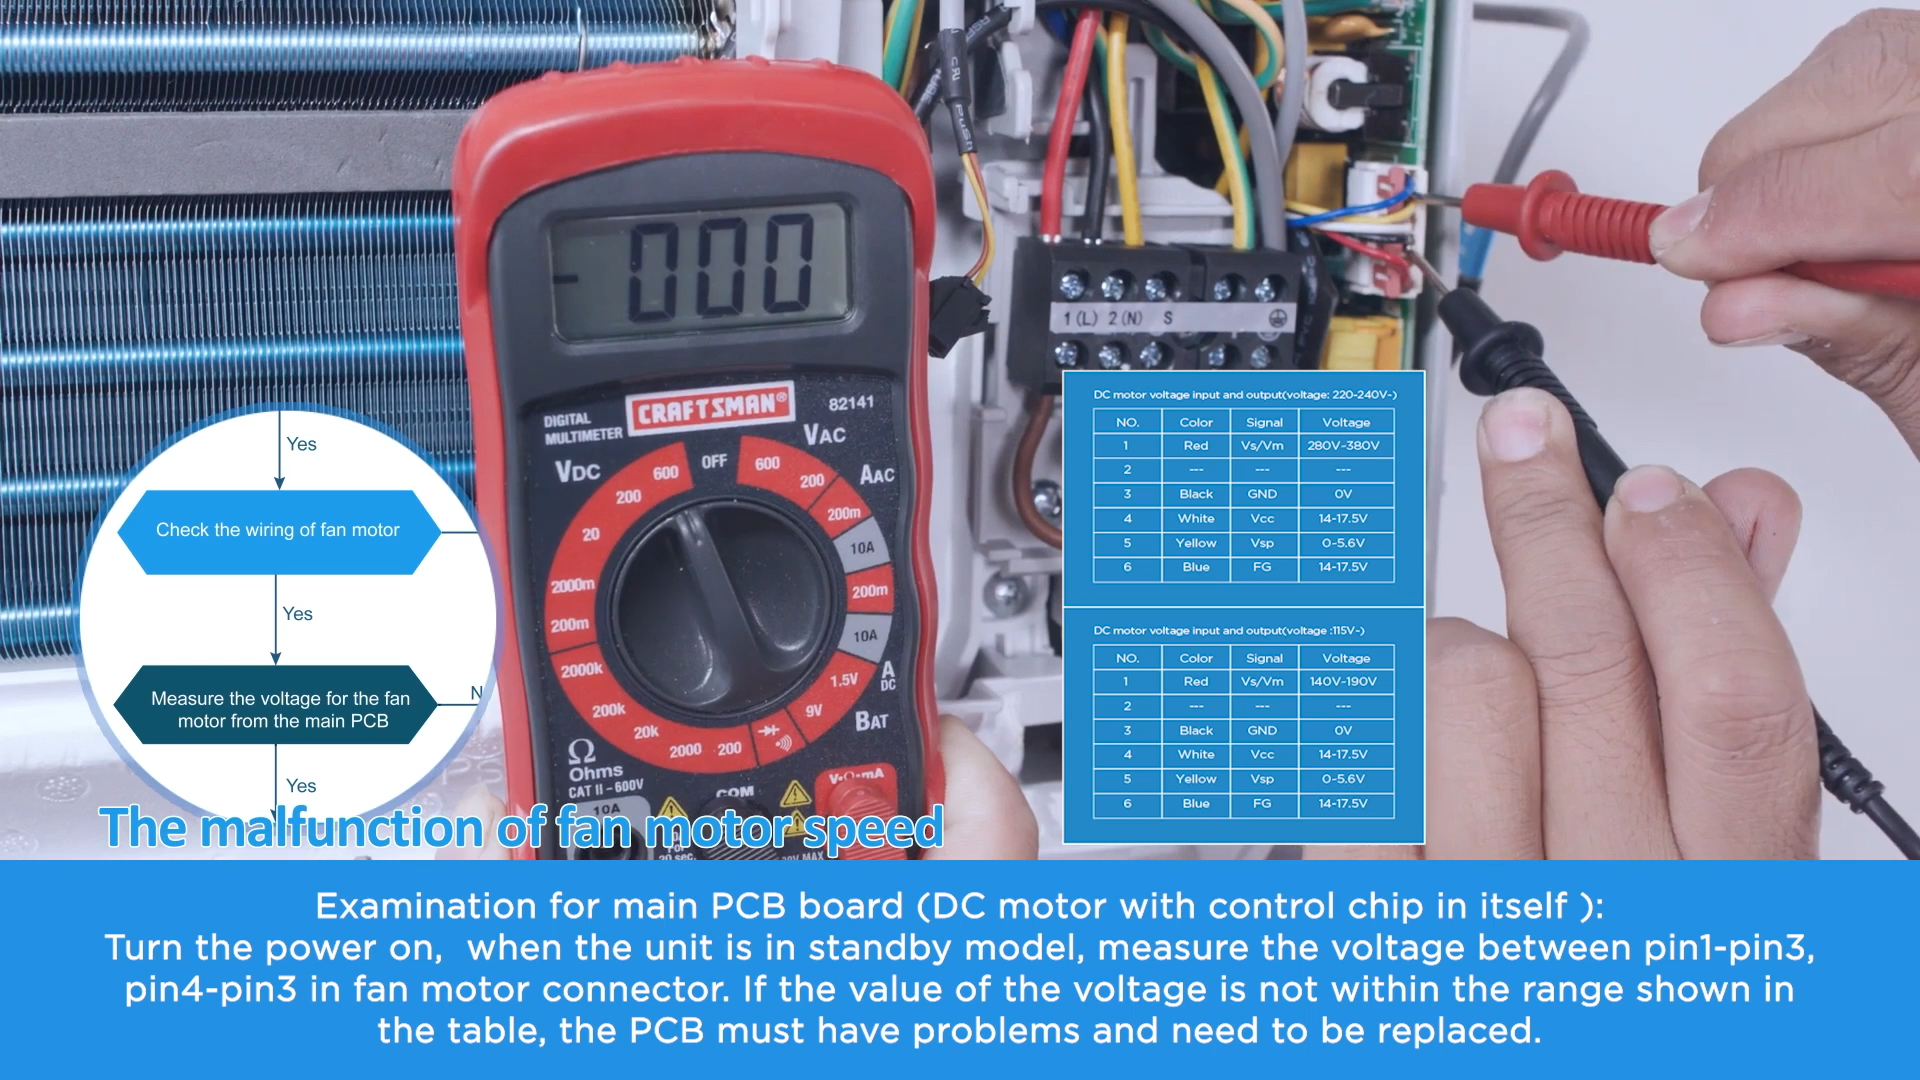 PUSH
000
1(L) 2(N) S
DIGITAL
MULTIMETER
CRAFTSMAN®
82141
VDC
OFF
VAC
600
200
20
2000m
200m
2000k
200k
20k
2000
200
600
200
AAC
200m
10A
200m
10A
A
DC
1.5V
9V
BAT
Ω
Ohms
CAT II-600V
10A
COM
V-Ω-mA
20 sec.
MAX
Yes
Check the wiring of fan motor
Yes
Measure the voltage for the fan
motor from the main PCB
N
Yes
The malfunction of fan motor speed
DC motor voltage input and output(voltage: 220-240V~)
NO. Color Signal Voltage
1 Red Vs/Vm 280V-380V
2 --- --- ---
3 Black GND 0V
4 White Vcc 14-17.5V
5 Yellow Vsp 0-5.6V
6 Blue FG 14-17.5V
DC motor voltage input and output(voltage :115V~)
NO. Color Signal Voltage
1 Red Vs/Vm 140V-190V
2 --- --- ---
3 Black GND 0V
4 White Vcc 14-17.5V
5 Yellow Vsp 0-5.6V
6 Blue FG 14-17.5V
Examination for main PCB board (DC motor with control chip in itself ):
Turn the power on, when the unit is in standby model, measure the voltage between pin1-pin3,
pin4-pin3 in fan motor connector. If the value of the voltage is not within the range shown in
the table, the PCB must have problems and need to be replaced.